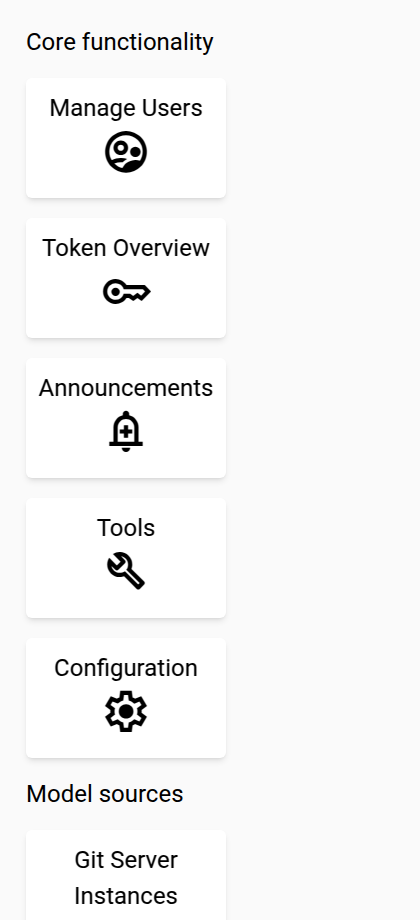 Core functionality
Manage Users
Token Overview
Announcements
Tools
Configuration
Model sources
Git Server
Instances